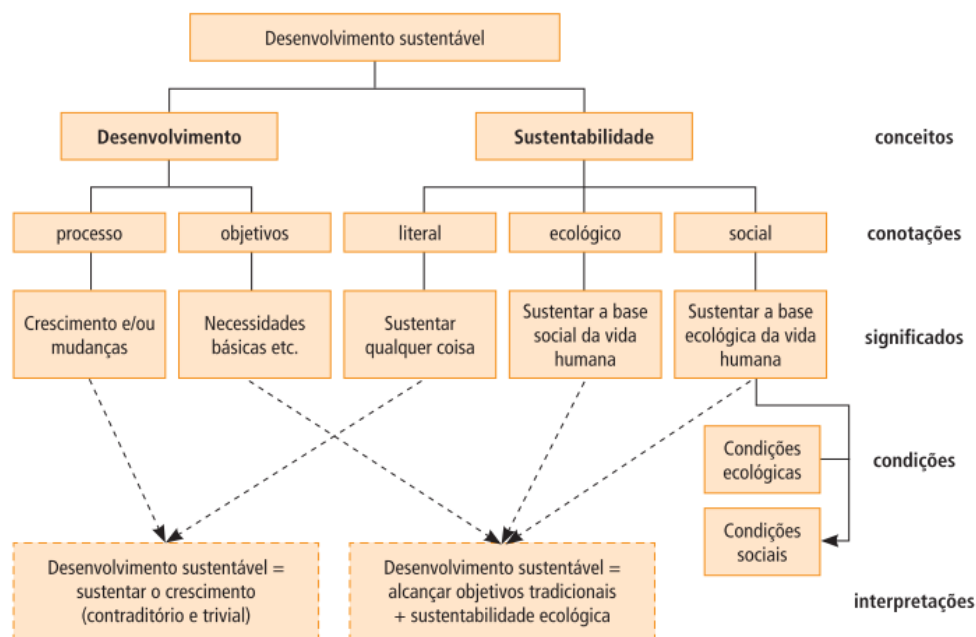 Desenvolvimento sustentável
Desenvolvimento
Sustentabilidade
conceitos
processo
objetivos
literal
ecológico
social
conotações
Crescimento e/ou
mudanças
Necessidades
básicas etc.
Sustentar
qualquer coisa
Sustentar a base
social da vida
humana
Sustentar a base
ecológica da vida
humana
significados
Condições
ecológicas
condições
Condições
sociais
Desenvolvimento sustentável =
sustentar o crescimento
(contraditório e trivial)
Desenvolvimento sustentável =
alcançar objetivos tradicionais
+ sustentabilidade ecológica
interpretações